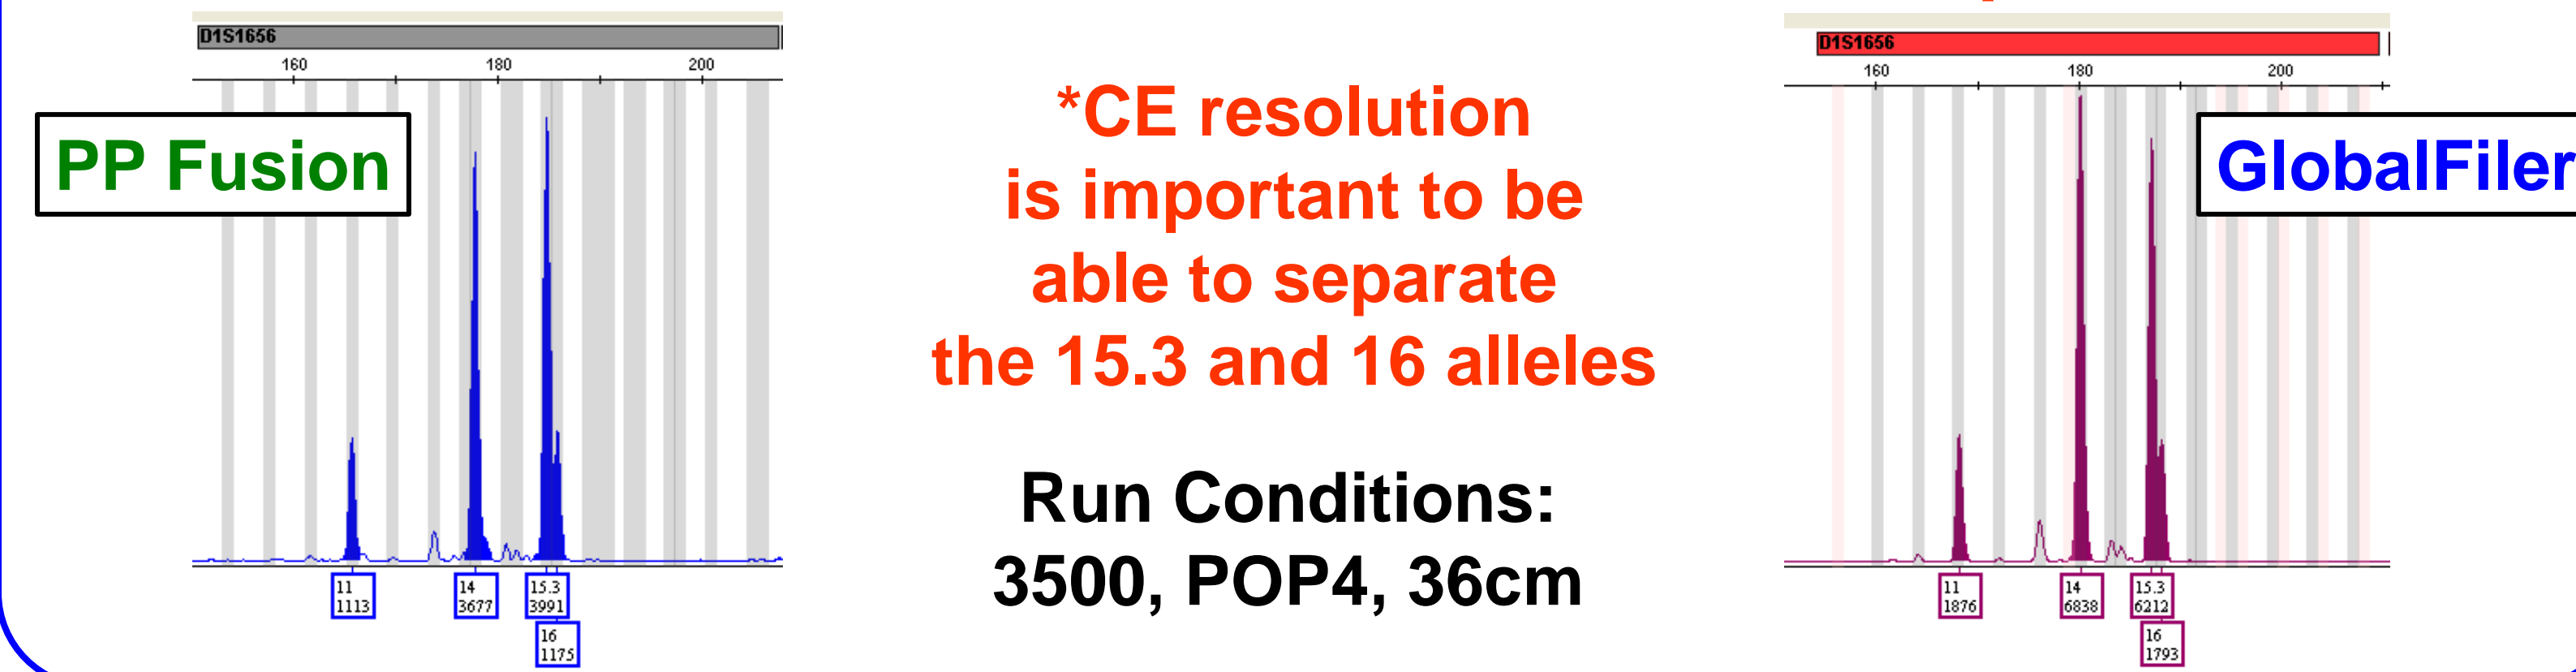 D1S1656
160 180 200
PP Fusion
11
1113
14
3677
15.3
3991
16
1175
*CE resolution
is important to be
able to separate
the 15.3 and 16 alleles
Run Conditions:
3500, POP4, 36cm
D1S1656
160 180 200
GlobalFiler
11
1876
14
6838
15.3
6212
16
1793